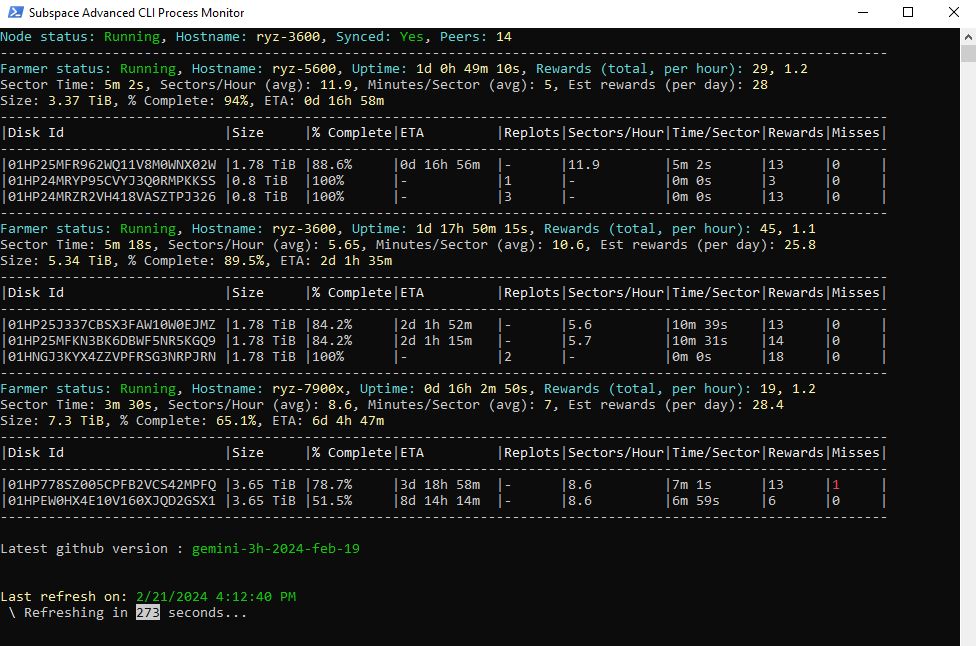 Subspace Advanced CLI Process Monitor
Node status: Running, Hostname: ryz-3600, Synced: Yes, Peers: 14
Farmer status: Running, Hostname: ryz-5600, Uptime: 1d 0h 49m 10s, Rewards (total, per hour): 29, 1.2
Sector Time: 5m 2s, Sectors/Hour (avg): 11.9, Minutes/Sector (avg): 5, Est rewards (per day): 28
Size: 3.37 TiB, % Complete: 94%, ETA: 0d 16h 58m
|Disk Id |Size |% Complete|ETA |Replots|Sectors/Hour|Time/Sector|Rewards|Misses|
|01HP25MFR962WQ11V8M0WNX02W |1.78 TiB |88.6% |0d 16h 56m |- |11.9 |5m 2s |13 |0 |
|01HP24MRYP95CVYJ3Q0RMPKKSS |0.8 TiB |100% |- |1 |- |0m 0s |3 |0 |
|01HP24MRZR2VH418VASZTPJ326 |0.8 TiB |100% |- |3 |- |0m 0s |13 |0 |
Farmer status: Running, Hostname: ryz-3600, Uptime: 1d 17h 50m 15s, Rewards (total, per hour): 45, 1.1
Sector Time: 5m 18s, Sectors/Hour (avg): 5.65, Minutes/Sector (avg): 10.6, Est rewards (per day): 25.8
Size: 5.34 TiB, % Complete: 89.5%, ETA: 2d 1h 35m
|Disk Id |Size |% Complete|ETA |Replots|Sectors/Hour|Time/Sector|Rewards|Misses|
|01HP25J337CBSX3FAW10W0EJMZ |1.78 TiB |84.2% |2d 1h 52m |- |5.6 |10m 39s |13 |0 |
|01HP25MFKN3BK6DBWF5NR5KGQ9 |1.78 TiB |84.2% |2d 1h 15m |- |5.7 |10m 31s |14 |0 |
|01HNGJ3KYX4ZZVPFRSG3NRPJRN |1.78 TiB |100% |- |2 |- |0m 0s |18 |0 |
Farmer status: Running, Hostname: ryz-7900x, Uptime: 0d 16h 2m 50s, Rewards (total, per hour): 19, 1.2
Sector Time: 3m 30s, Sectors/Hour (avg): 8.6, Minutes/Sector (avg): 7, Est rewards (per day): 28.4
Size: 7.3 TiB, % Complete: 65.1%, ETA: 6d 4h 47m
|Disk Id |Size |% Complete|ETA |Replots|Sectors/Hour|Time/Sector|Rewards|Misses|
|01HP778SZ005CPFB2VCS42MPFQ |3.65 TiB |78.7% |3d 18h 58m |- |8.6 |7m 1s |13 |1 |
|01HPEW0HX4E10V160XJQD2GSX1 |3.65 TiB |51.5% |8d 14h 14m |- |8.6 |6m 59s |6 |0 |
Latest github version : gemini-3h-2024-feb-19
Last refresh on: 2/21/2024 4:12:40 PM
\ Refreshing in 273 seconds...